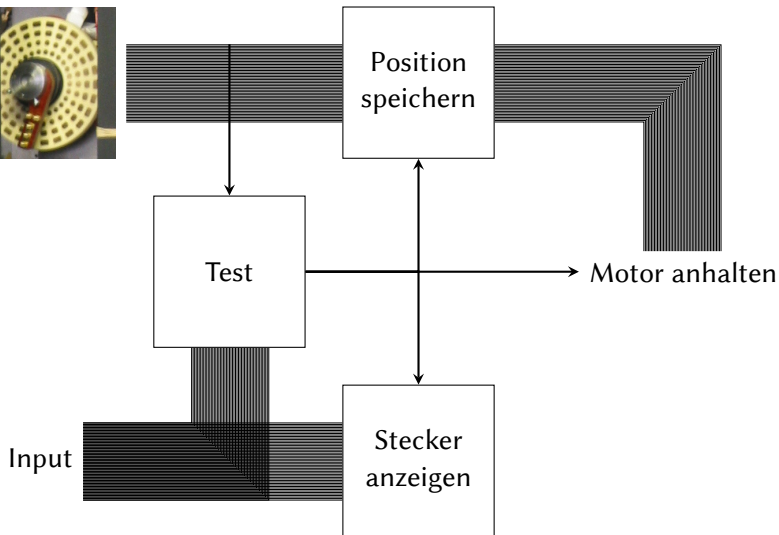 Position
speichern
Test
Motor anhalten
Input
Stecker
anzeigen